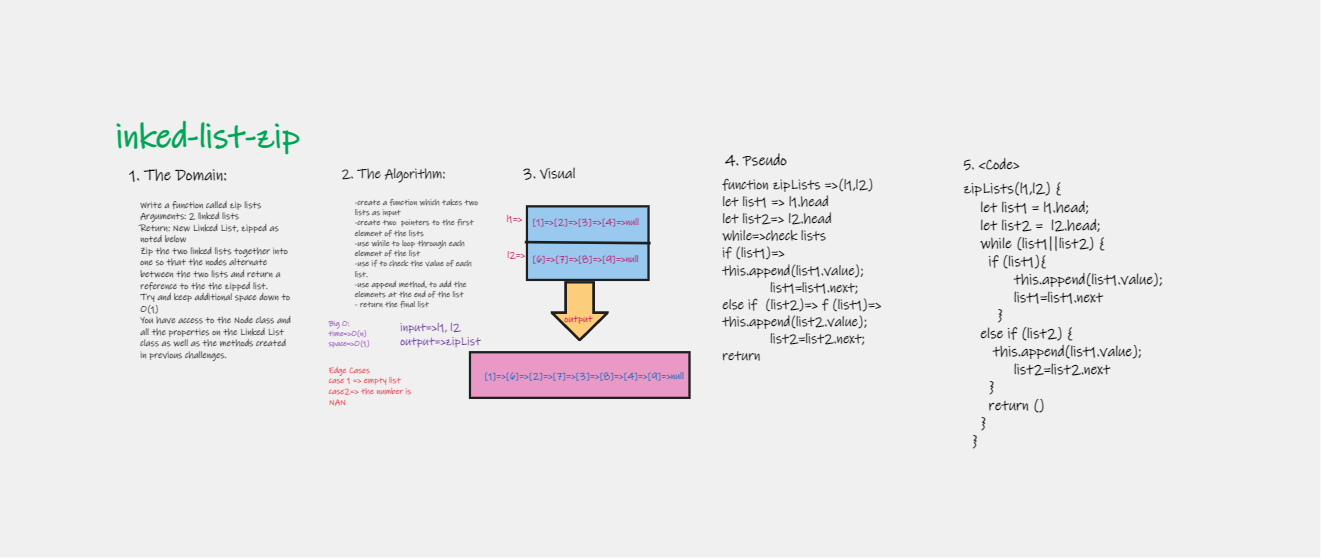 inked-list-zip
1. The Domain:
Write a function called zip lists
Arguments: 2 linked lists
Return: New Linked List, zipped as
noted below
Zip the two linked lists together into
one so that the nodes alternate
between the two lists and return a
reference to the the zipped list.
Try and keep additional space down to
O(1)
You have access to the Node class and
all the properties on the Linked List
class as well as the methods created
in previous challenges.
2. The Algorithm:
-create a function which takes two
lists as input
-create two pointers to the first
element of the lists
-use while to loop through each
element of the list
-use if to check the value of each
list.
-use append method, to add the
elements at the end of the list
- return the final list
Big O:
time=>O(n)
space=>O(1)
input=>l1, l2
output=>zipList
Edge Cases
case 1 => empty list
case2=> the number is
NAN
3. Visual
l1=>
[1]=>[2]=>[3]=>[4]=>null
l2=>
[6]=>[7]=>[8]=>[9]=>null
output
[1]=>[6]=>[2]=>[7]=>[3]=>[8]=>[4]=>[9]=>null
4. Pseudo
function zipLists =>(l1,l2)
let list1 => l1.head
let list2=> l2.head
while=>check lists
if (list1)=>
this.append(list1.value);
list1=list1.next;
else if (list2)=> f (list1)=>
this.append(list2.value);
list2=list2.next;
return
5. <Code>
zipLists(l1,l2) {
let list1 = l1.head;
let list2 = l2.head;
while (list1||list2) {
if (list1){
this.append(list1.value);
list1=list1.next
}
else if (list2) {
this.append(list1.value);
list2=list2.next
}
return ()
}
}